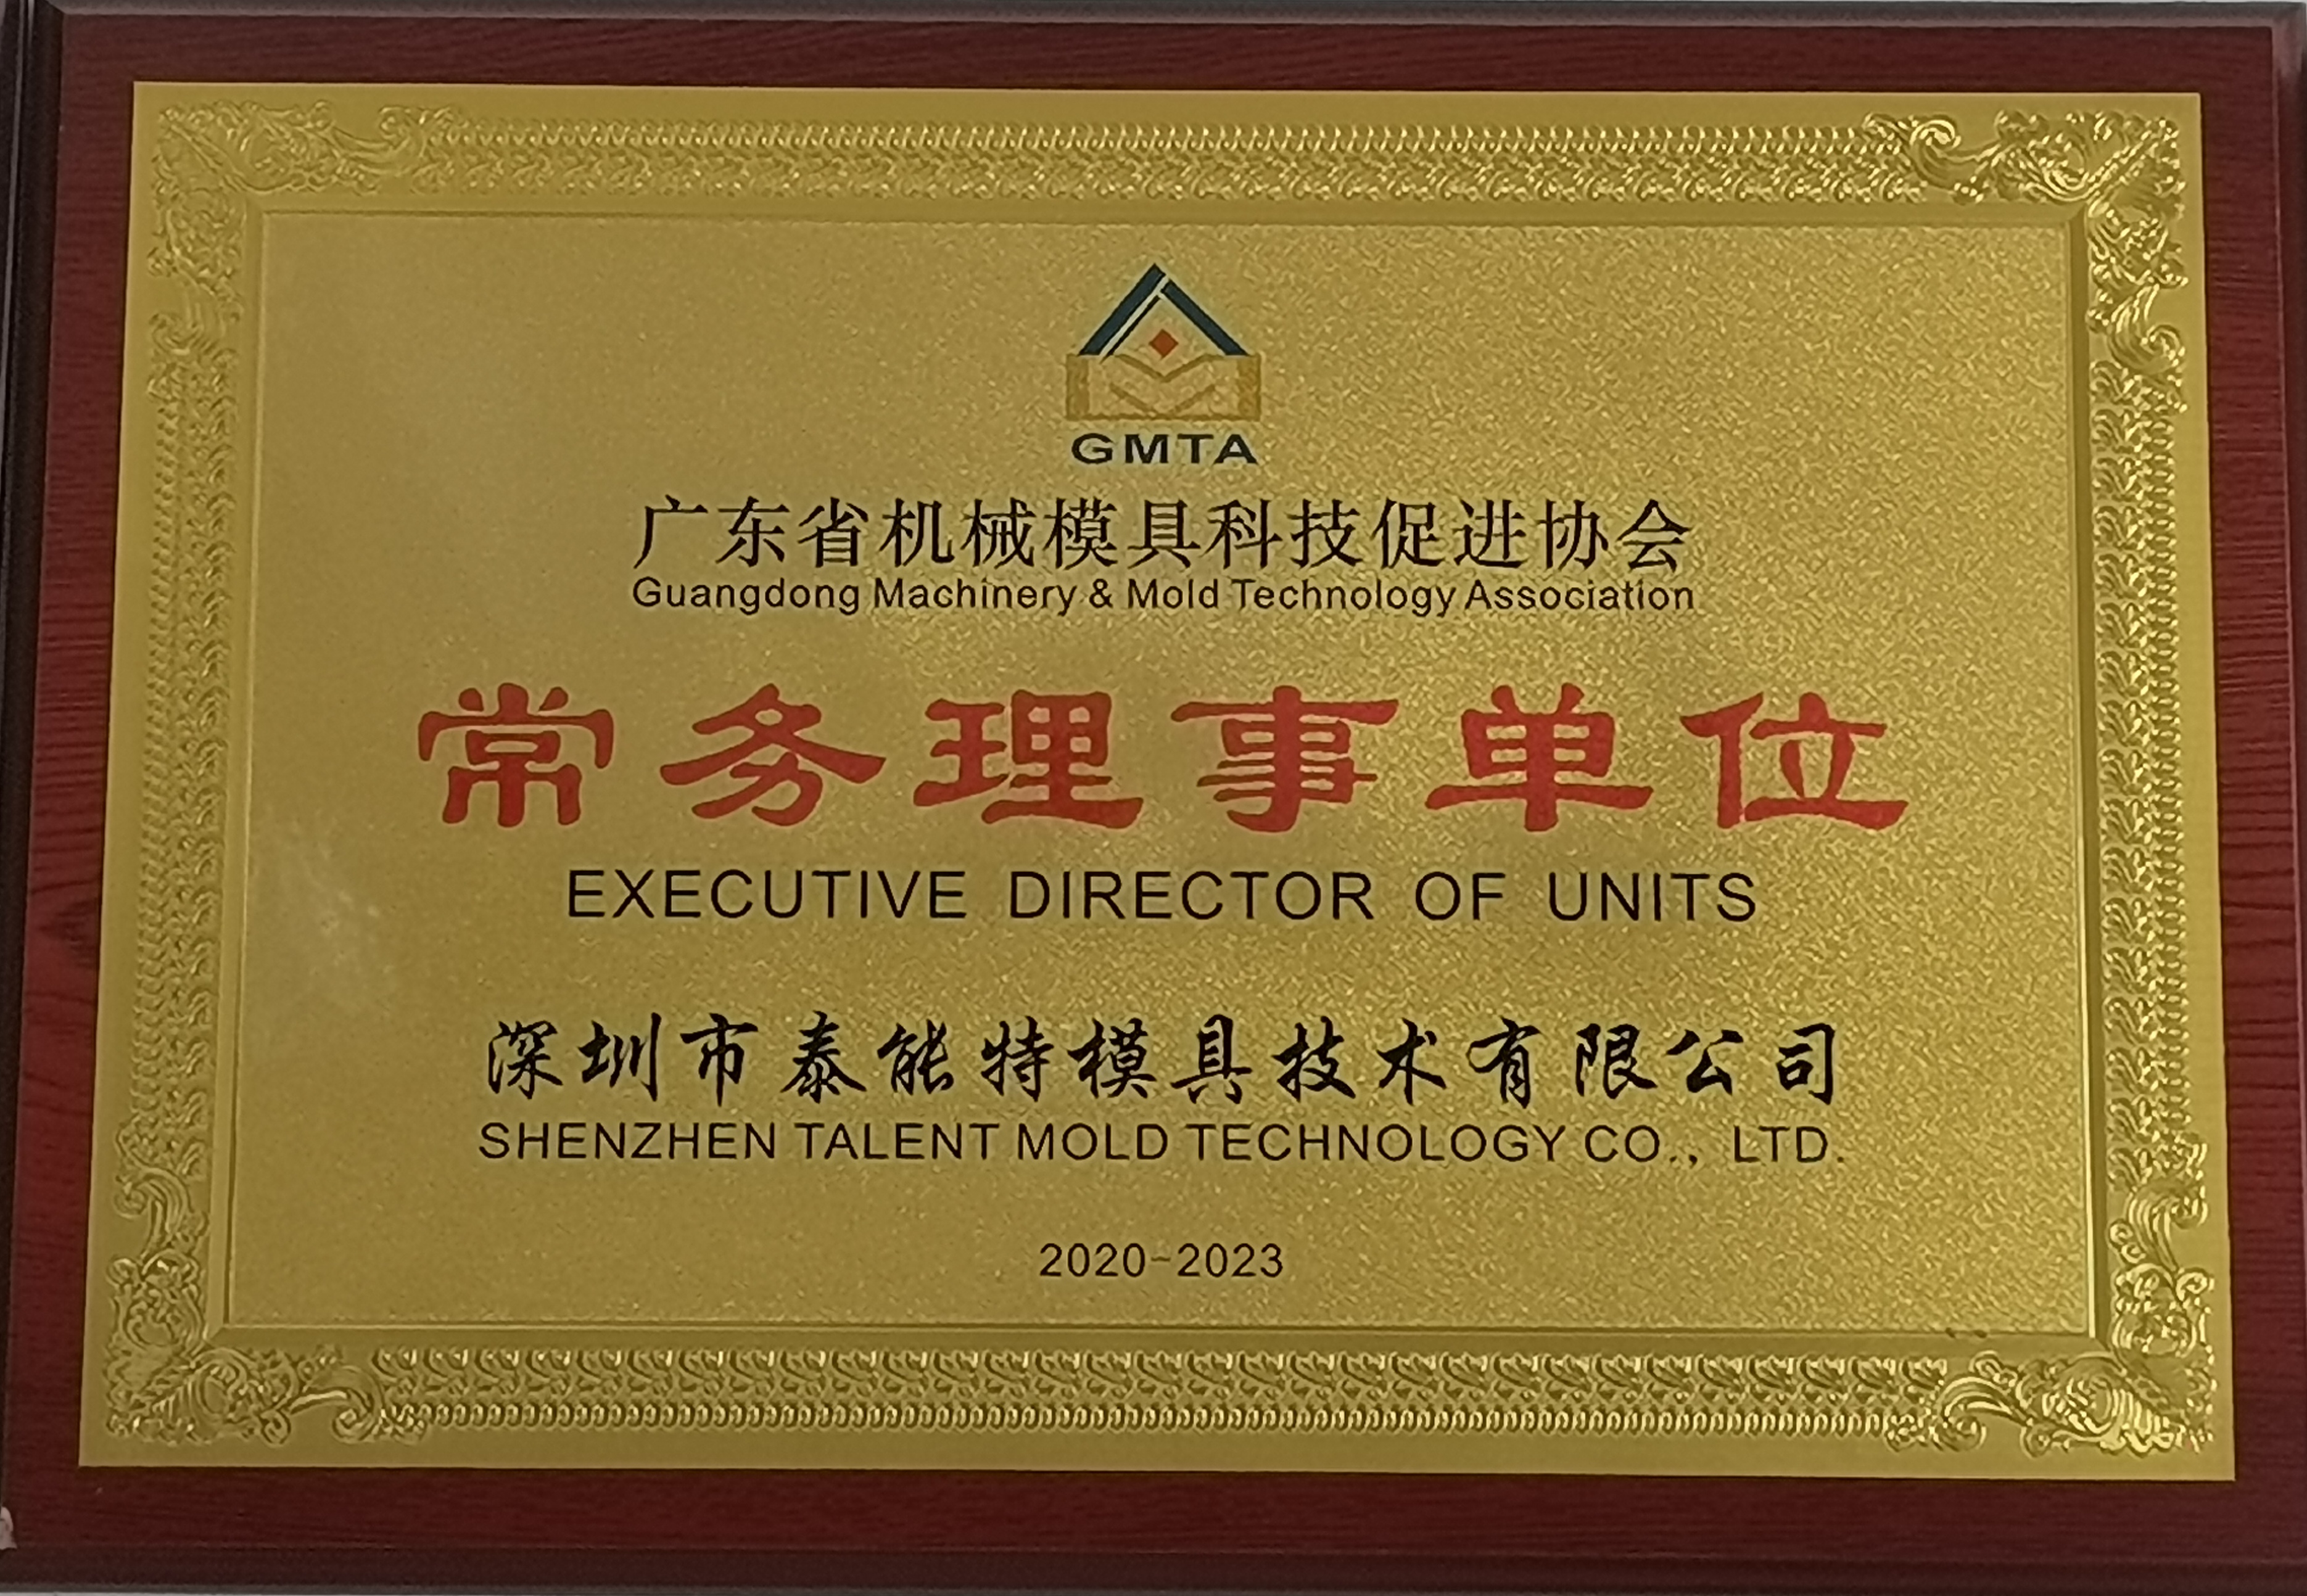 GMTA
广东省机械模具科技促进协会
Guangdong Machinery & Mold Technology Association
常务理事单位
EXECUTIVE DIRECTOR OF UNITS
深圳市泰能特模具技术有限公司
SHENZHEN TALENT MOLD TECHNOLOGY CO., LTD.
2020-2023